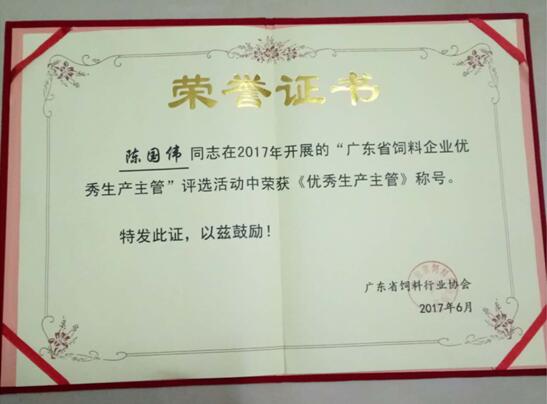 荣誉证书
陈国伟同志在2017年开展的“广东省饲料企业优
秀生产主管”评选活动中荣获《优秀生产主管》称号。
特发此证，以兹鼓励！
广东省饲料行业协会
2017年6月